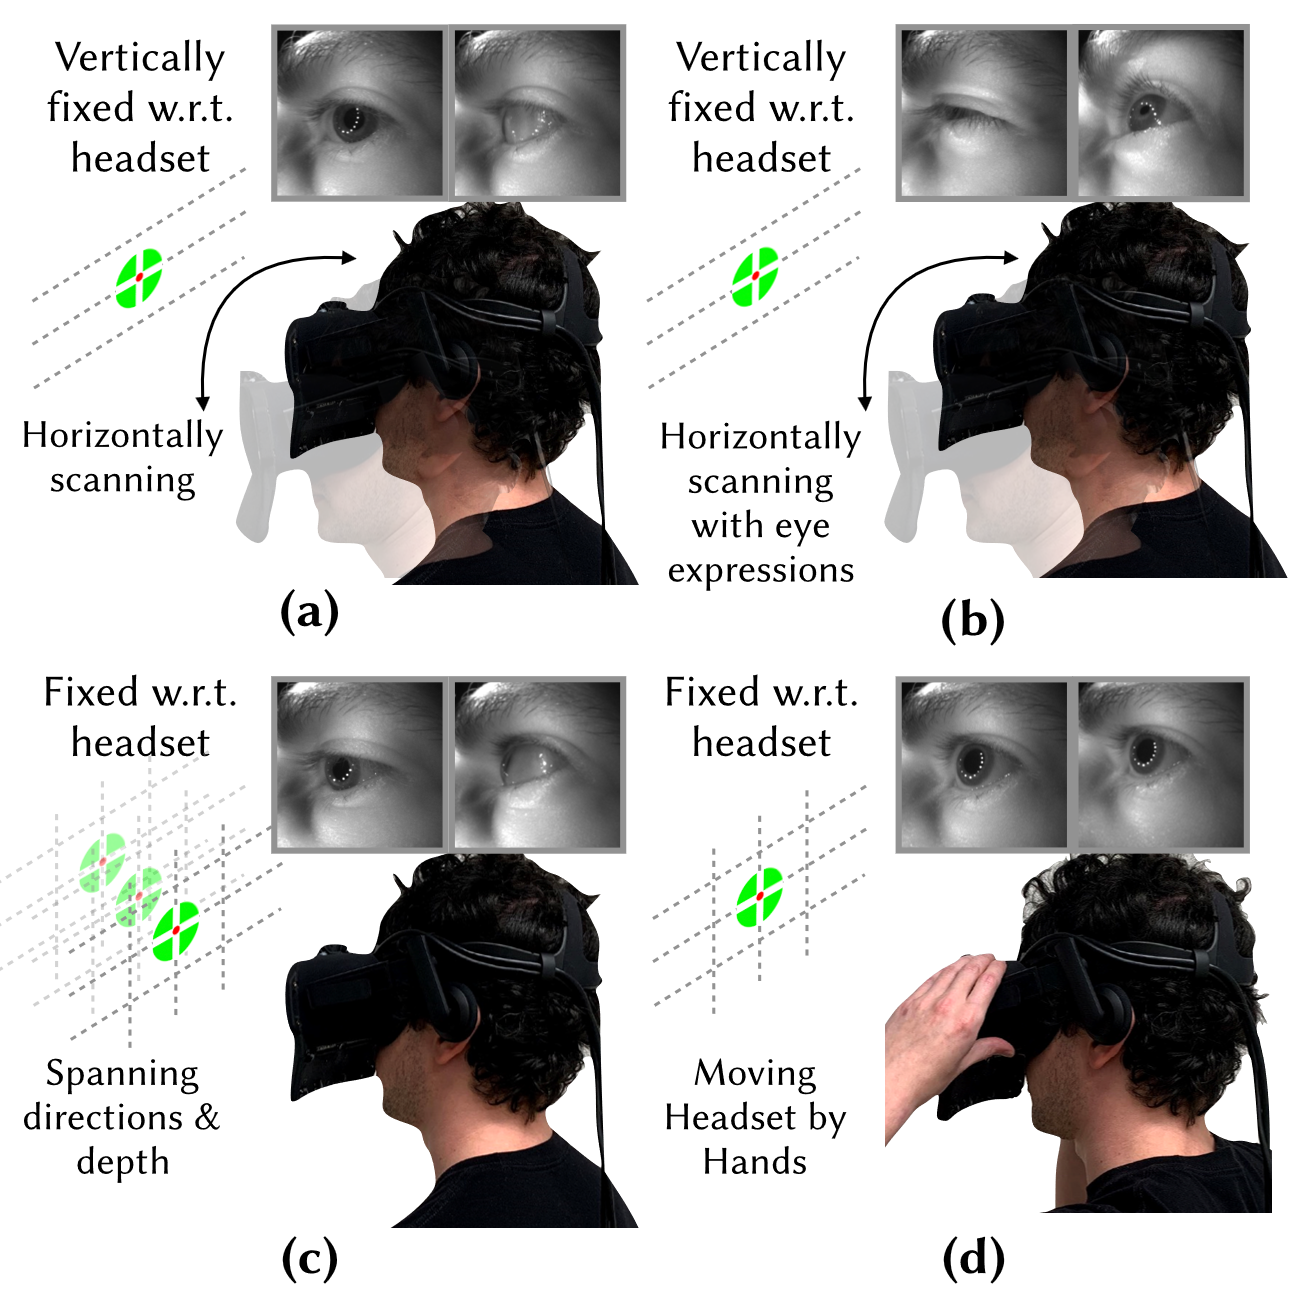 Vertically
fixed w.r.t.
headset
Horizontally
scanning
(a)
Vertically
fixed w.r.t.
headset
Horizontally
scanning
with eye
expressions
(b)
Fixed w.r.t.
headset
Spanning
directions &
depth
(c)
Fixed w.r.t.
headset
Moving
Headset by
Hands
(d)